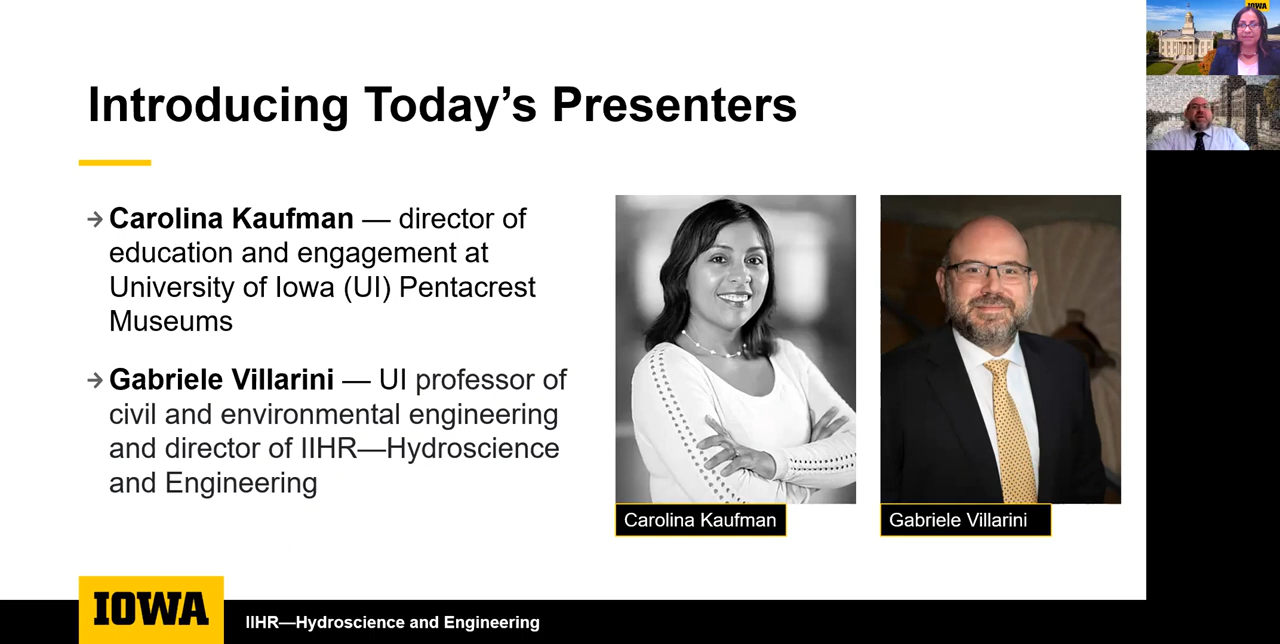 IOWA
Introducing Today’s Presenters
Carolina Kaufman — director of
education and engagement at
University of Iowa (UI) Pentacrest
Museums
Gabriele Villarini — UI professor of
civil and environmental engineering
and director of IIHR—Hydroscience
and Engineering
Carolina Kaufman
Gabriele Villarini
IOWA
IIHR—Hydroscience and Engineering